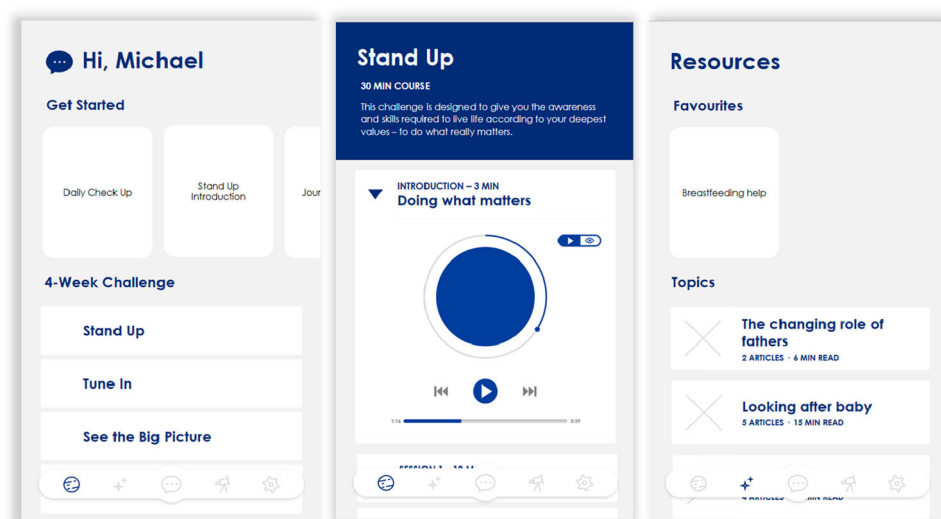 Hi, Michael
Get Started
Daily Check Up
Stand Up
Introduction
Jour
4-Week Challenge
Stand Up
Tune In
See the Big Picture
Stand Up
30 MIN COURSE
This challenge is designed to give you the awareness
and skills required to live life according to your deepest
values – to do what really matters.
INTRODUCTION – 3 MIN
Doing what matters
1:16
Resources
Favourites
Breastfeeding help
Topics
The changing role of
fathers
2 ARTICLES · 6 MIN READ
Looking after baby
5 ARTICLES · 15 MIN READ